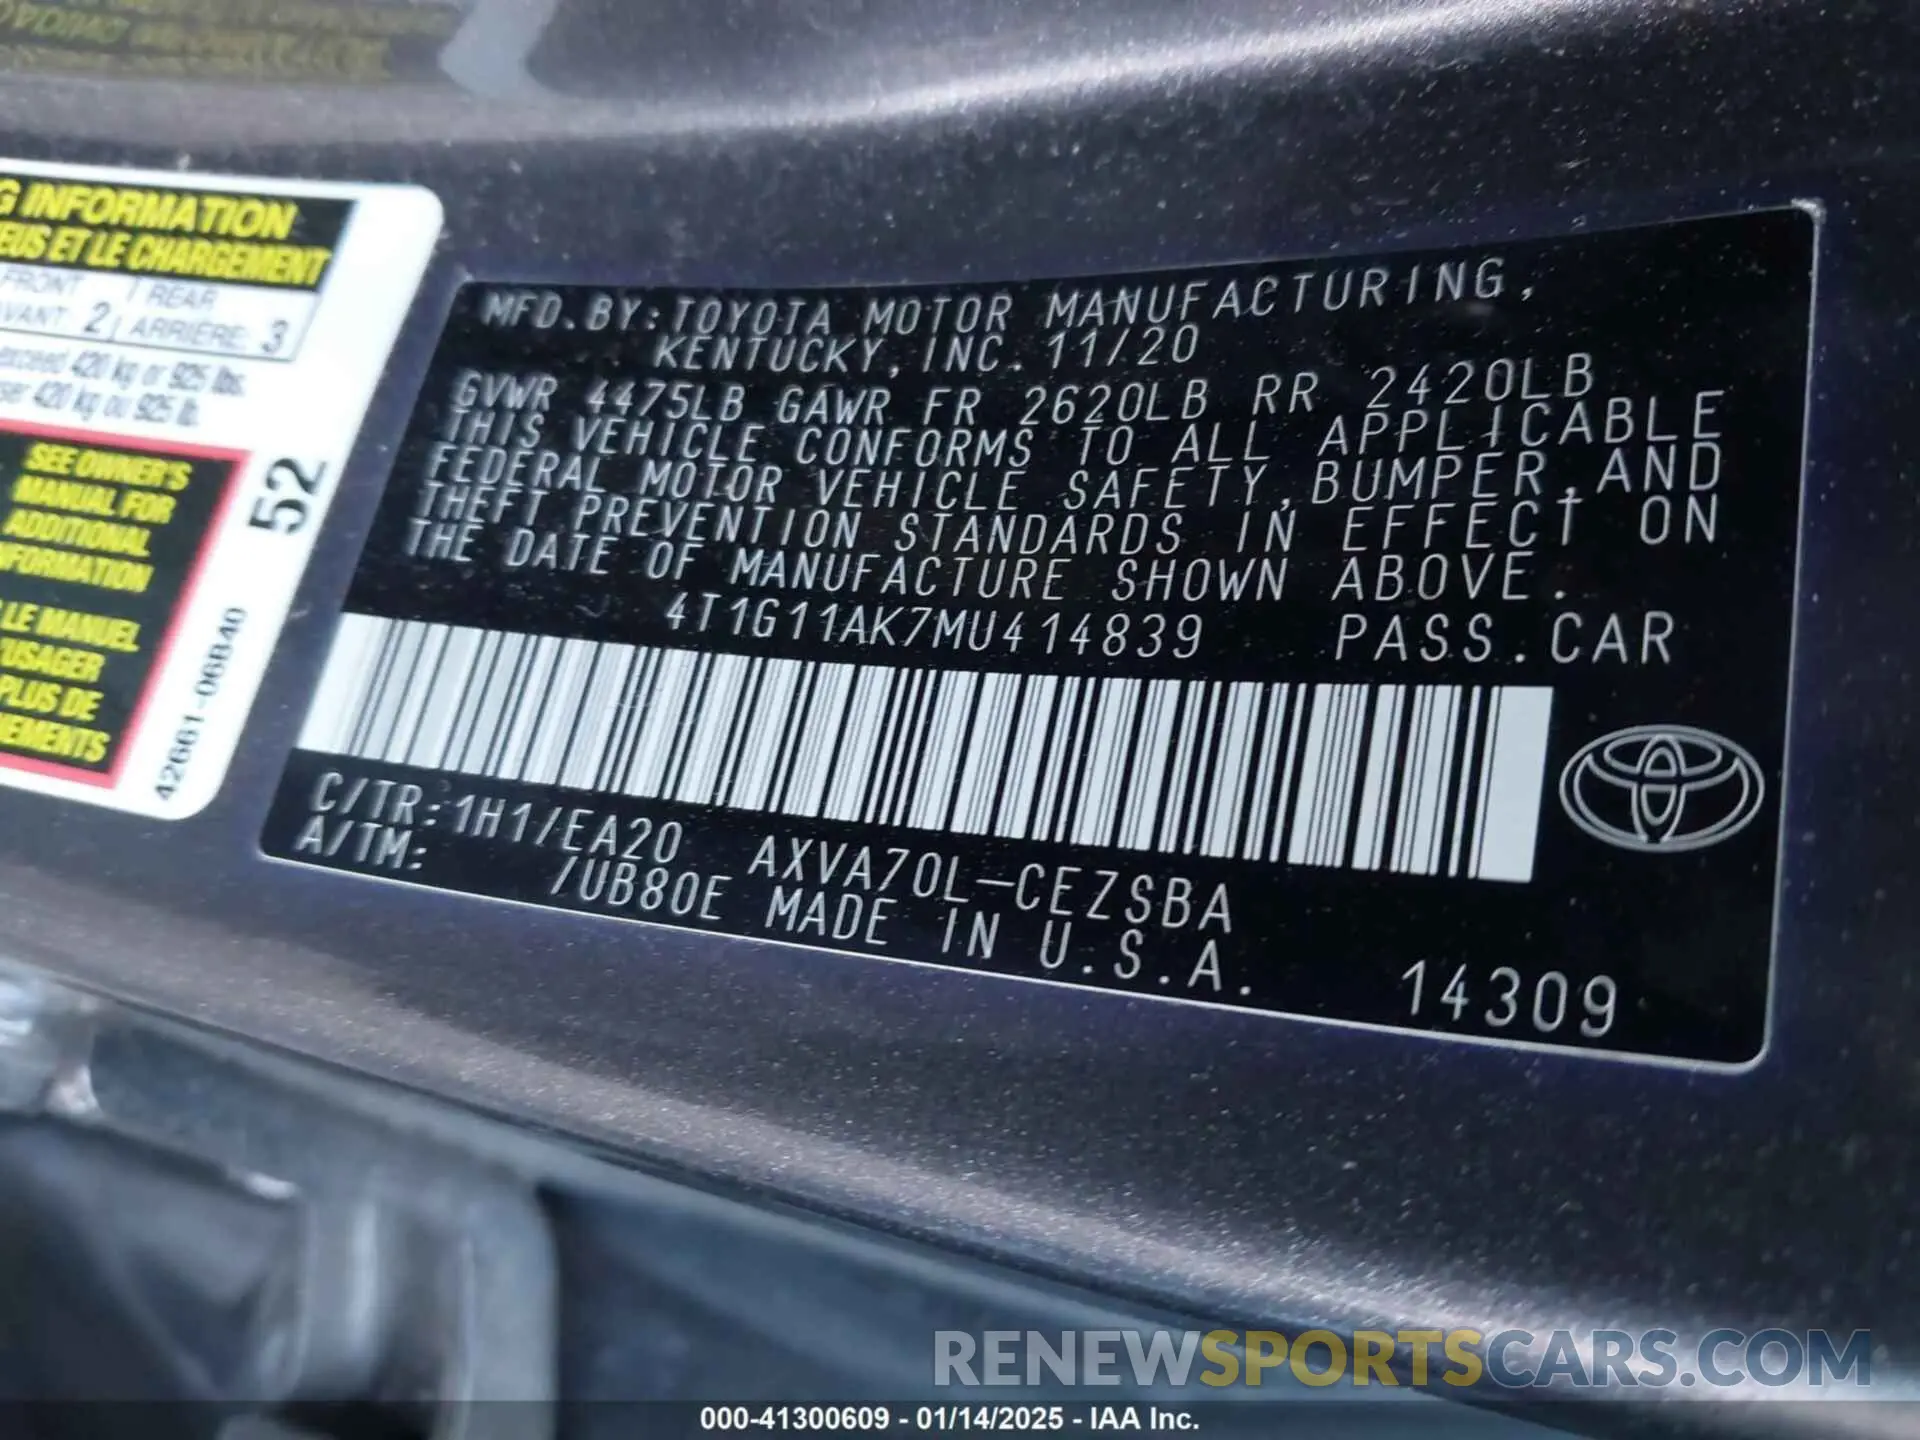 G INFORMATION
EUS ET LE CHARGEMENT
FRONT REAR
AVANT: 2 ARRIÈRE: 3
exceed 420 kg or 925 lbs.
ser 420 kg ou 925 lb.
SEE OWNER'S
MANUAL FOR
ADDITIONAL
NFORMATION
LE MANUEL
'USAGER
PLUS DE
NEMENTS
52
42661-06B40
MFD. BY: TOYOTA MOTOR MANUFACTURING,
KENTUCKY, INC. 11/20
GVWR 4475LB GAWR FR 2620LB RR 2420LB
THIS VEHICLE CONFORMS TO ALL APPLICABLE
FEDERAL MOTOR VEHICLE SAFETY, BUMPER, AND
THEFT PREVENTION STANDARDS IN EFFECT ON
THE DATE OF MANUFACTURE SHOWN ABOVE.
4T1G11AK7MU414839 PASS. CAR
C/TR: 1H1/EA20 AXVA70L-CEZSBA
A/TM: /UB80E MADE IN U.S.A.
14309
RENEWSPORTSCARS.COM
000-41300609 - 01/14/2025 - IAA Inc.